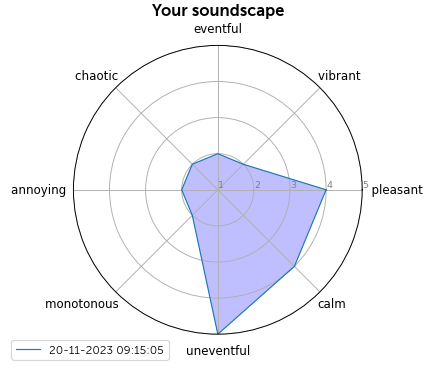 Your soundscape
eventful
chaotic
vibrant
annoying
1 2 3 4 5
pleasant
monotonous
calm
uneventful
20-11-2023 09:15:05